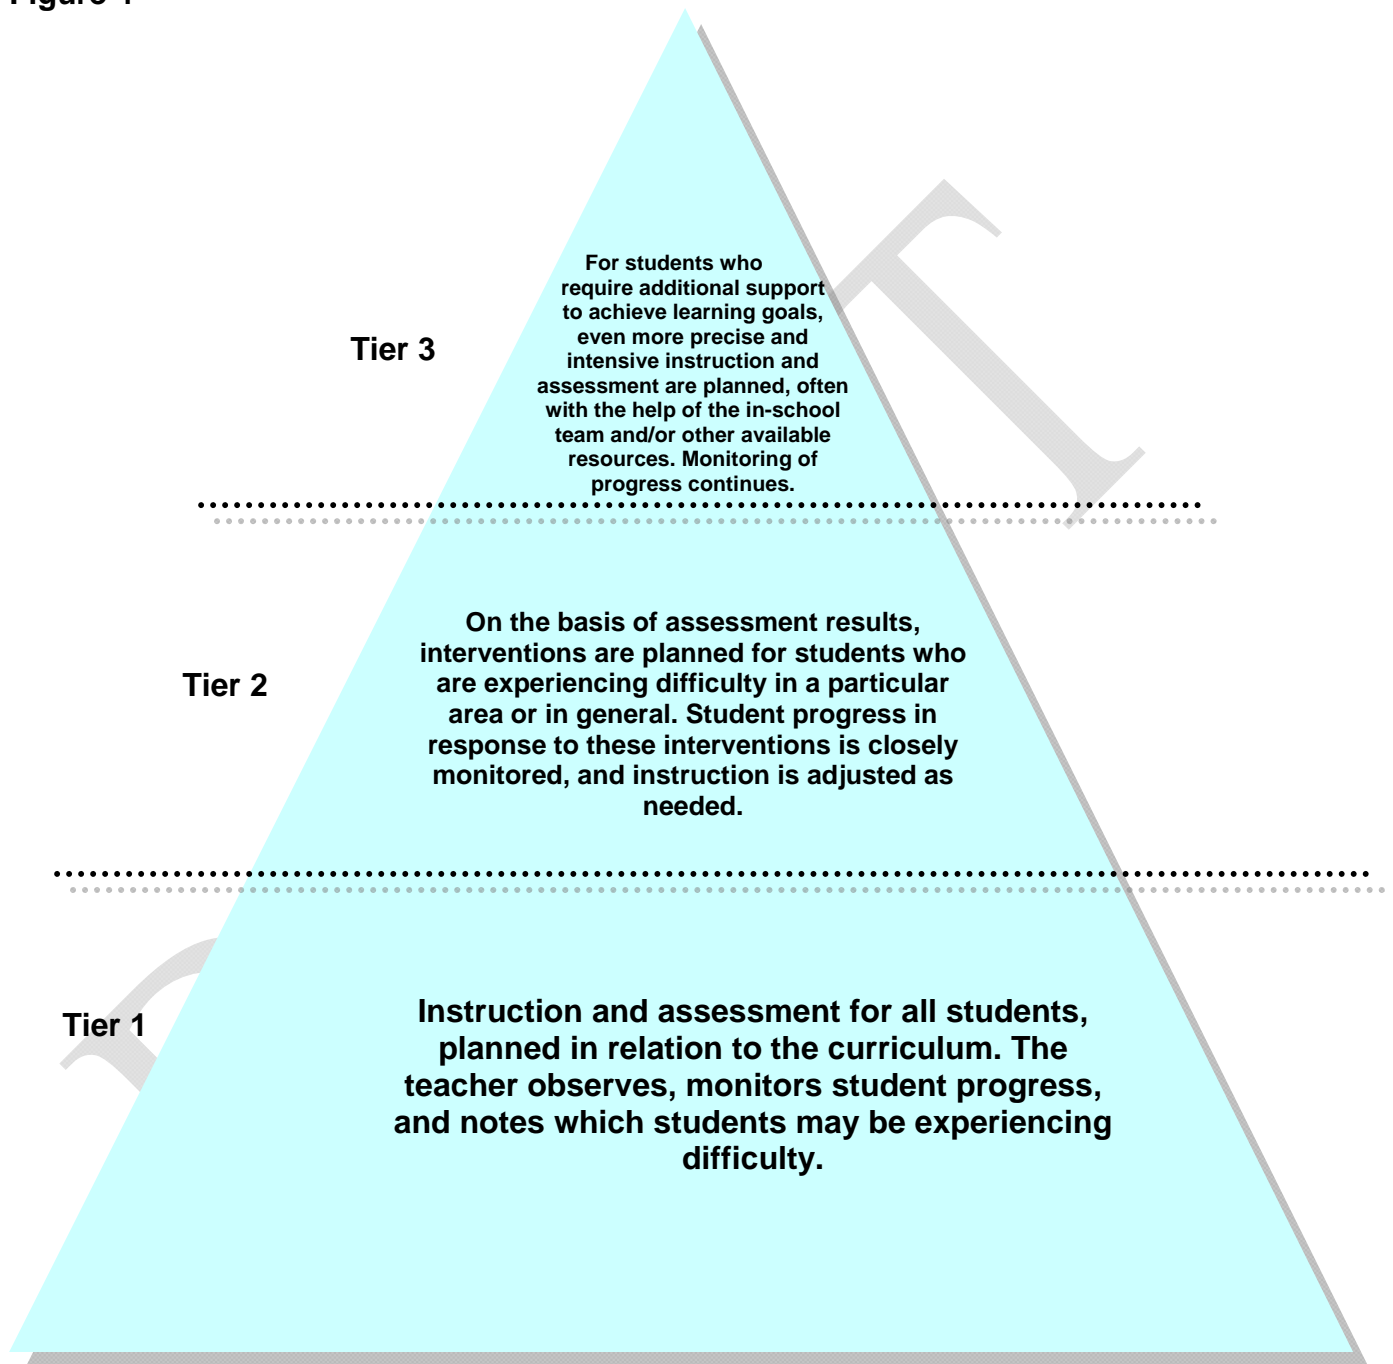 For students who
require additional support
to achieve learning goals,
even more precise and
Tier 3
intensive instruction and
assessment are planned, often
with the help of the in-school
team and/or other available
resources. Monitoring of
progress continues.
On the basis of assessment results,
interventions are planned for students who
Tier 2
are experiencing difficulty in a particular
area or in general. Student progress in
response to these interventions is closely
monitored, and instruction is adjusted as
needed.
Tier 1
Instruction and assessment for all students,
planned in relation to the curriculum. The
teacher observes, monitors student progress,
and notes which students may be experiencing
difficulty.